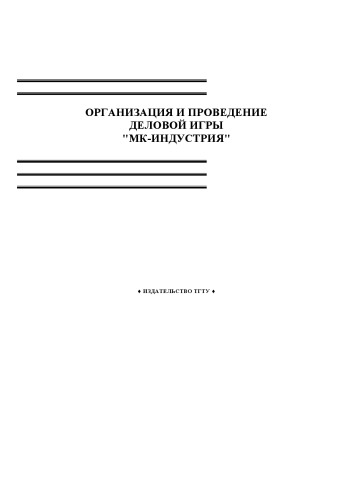 ОРГАНИЗАЦИЯ И ПРОВЕДЕНИЕ
ДЕЛОВОЙ ИГРЫ
"МК-ИНДУСТРИЯ"
♦ ИЗДАТЕЛЬСТВО ТГТУ ♦